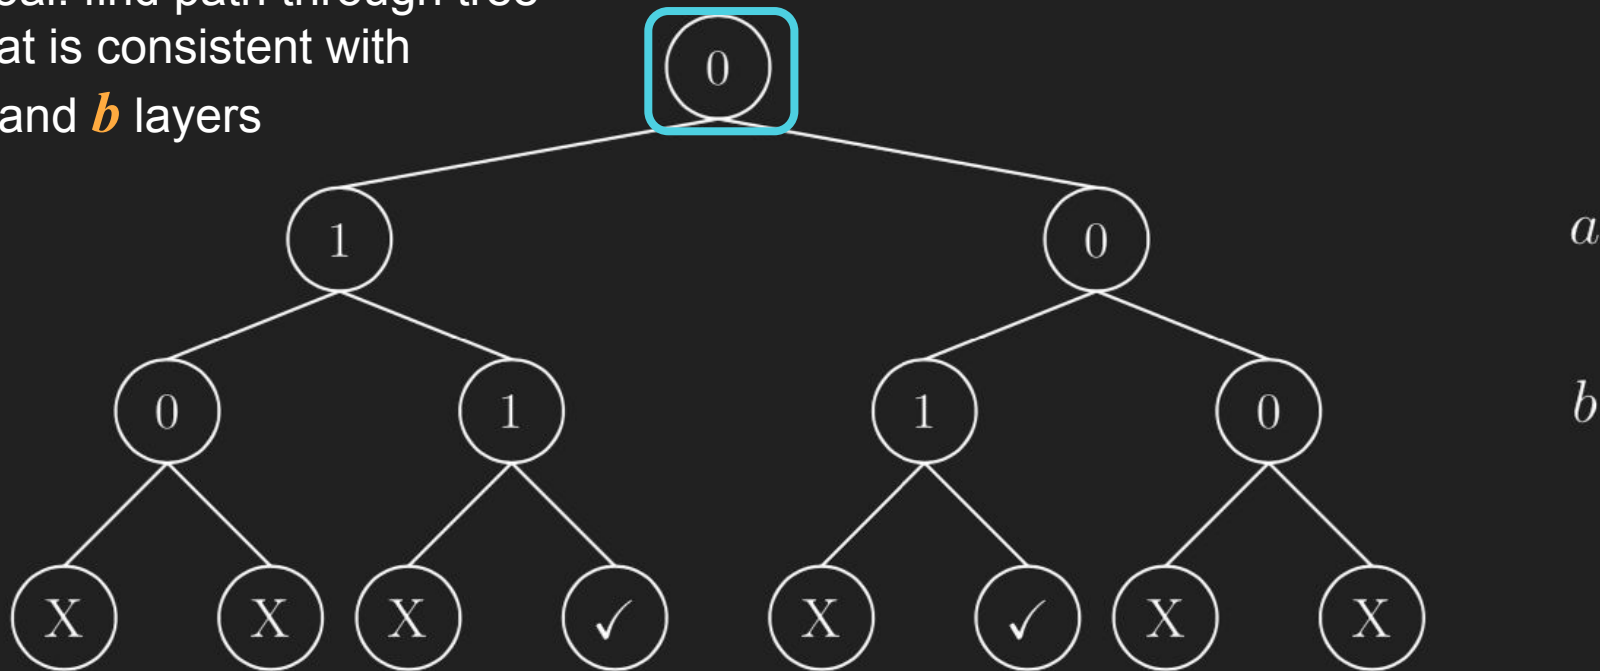 at is consistent with
and b layers
0
1 0 a
0 1 1 0 b
X X X ✓ X ✓ X X